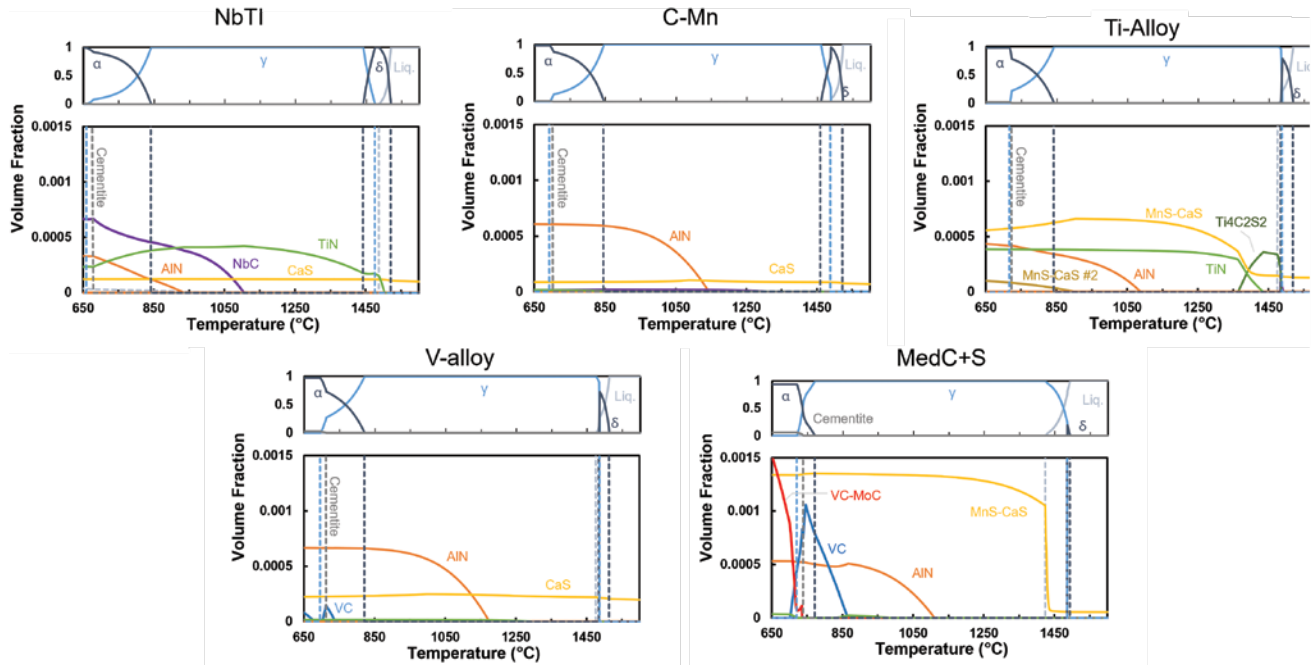 NbTI
C-Mn
Ti-Alloy
1
0.5
0
α
y
δ
Liq.
1
0.5
0
α
y
Liq.
δ
1
0.5
0
α
y
Liq
δ
Volume Fraction
0.0015
0.001
0.0005
0
Cementite
TiN
AlN
NbC
CaS
650 850 1050 1250 1450
Temperature (°C)
Volume Fraction
0.0015
0.001
0.0005
0
Cementite
AlN
CaS
650 850 1050 1250 1450
Temperature (°C)
Volume Fraction
0.0015
0.001
0.0005
0
Cementite
MnS-CaS
Ti4C2S2
TiN
AlN
MnS-CaS #2
650 850 1050 1250 1450
Temperature (°C)
V-alloy
MedC+S
1
0.5
0
α
y
Liq.
δ
1
0.5
0
α
Cementite
y
Liq.
δ
Volume Fraction
0.0015
0.001
0.0005
0
Cementite
AlN
CaS
VC
650 850 1050 1250 1450
Temperature (°C)
Volume Fraction
0.0015
0.001
0.0005
0
VC-MoC
MnS-CaS
VC
AlN
650 850 1050 1250 1450
Temperature (°C)